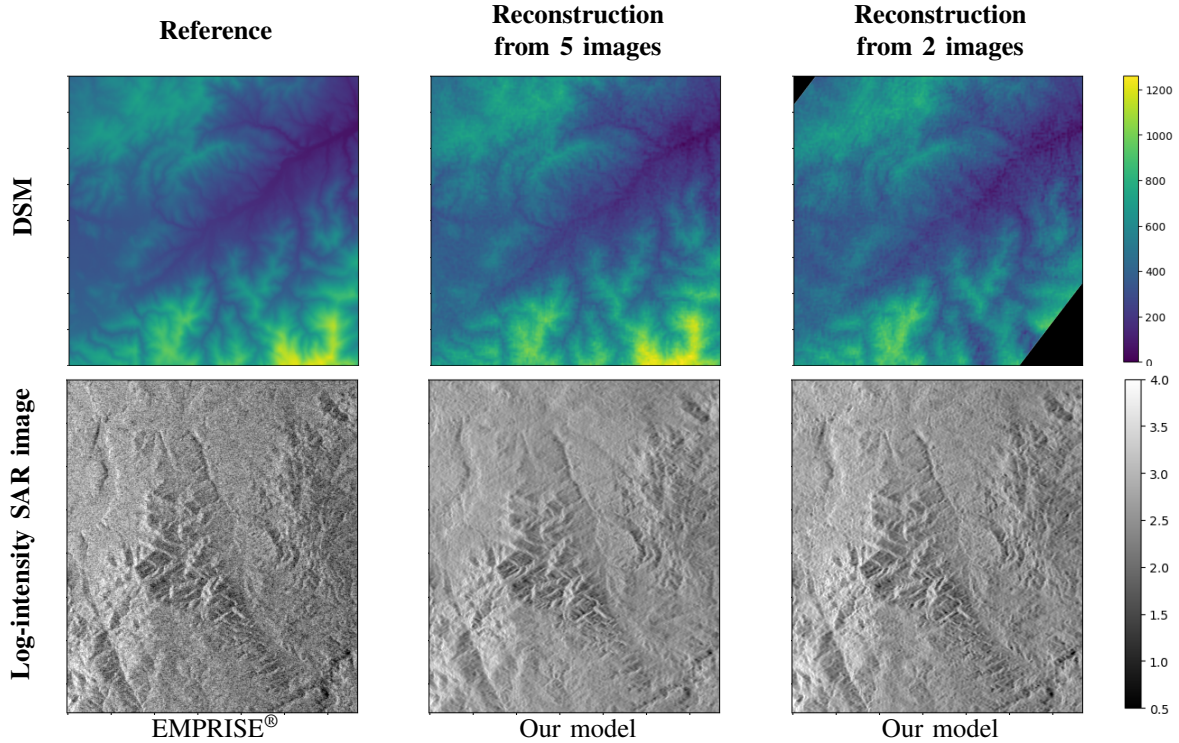 Reference
Reconstruction
from 5 images
Reconstruction
from 2 images
DSM
1200
1000
800
600
400
200
0
Log-intensity SAR image
4.0
3.5
3.0
2.5
2.0
1.5
1.0
0.5
EMPRISE®
Our model
Our model